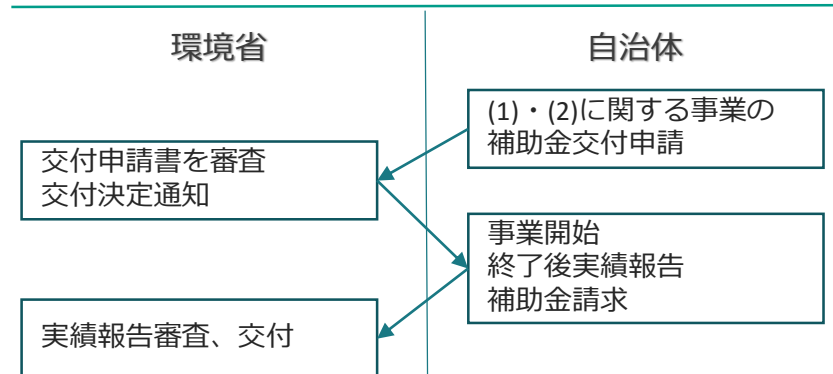 環境省
自治体
(1)・(2)に関する事業の
補助金交付申請
交付申請書を審査
交付決定通知
事業開始
終了後実績報告
補助金請求
実績報告審査、交付